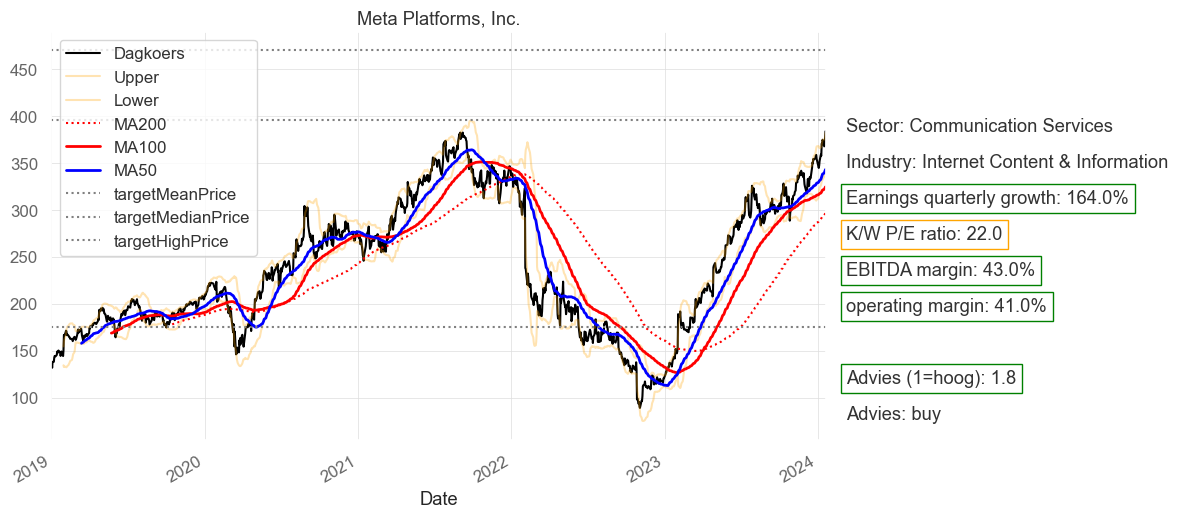 Meta Platforms, Inc.
Dagkoers
Upper
Lower
MA200
MA100
MA50
targetMeanPrice
targetMedianPrice
targetHighPrice
450
400
350
300
250
200
150
100
2019
2020
2021
2022
2023
2024
Date
Sector: Communication Services
Industry: Internet Content & Information
Earnings quarterly growth: 164.0%
K/W P/E ratio: 22.0
EBITDA margin: 43.0%
operating margin: 41.0%
Advies (1=hoog): 1.8
Advies: buy